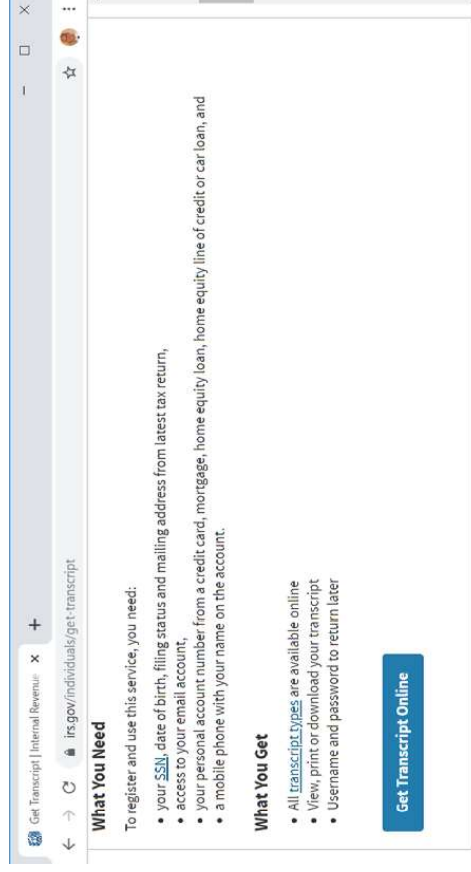 Get Transcript | Internal Revenue
irs.gov/individuals/get-transcript
What You Need
To register and use this service, you need:
• your SSN, date of birth, filing status and mailing address from latest tax return,
• access to your email account,
• your personal account number from a credit card, mortgage, home equity loan, home equity line of credit or car loan, and
• a mobile phone with your name on the account.
What You Get
• All transcript types are available online
• View, print or download your transcript
• Username and password to return later
Get Transcript Online